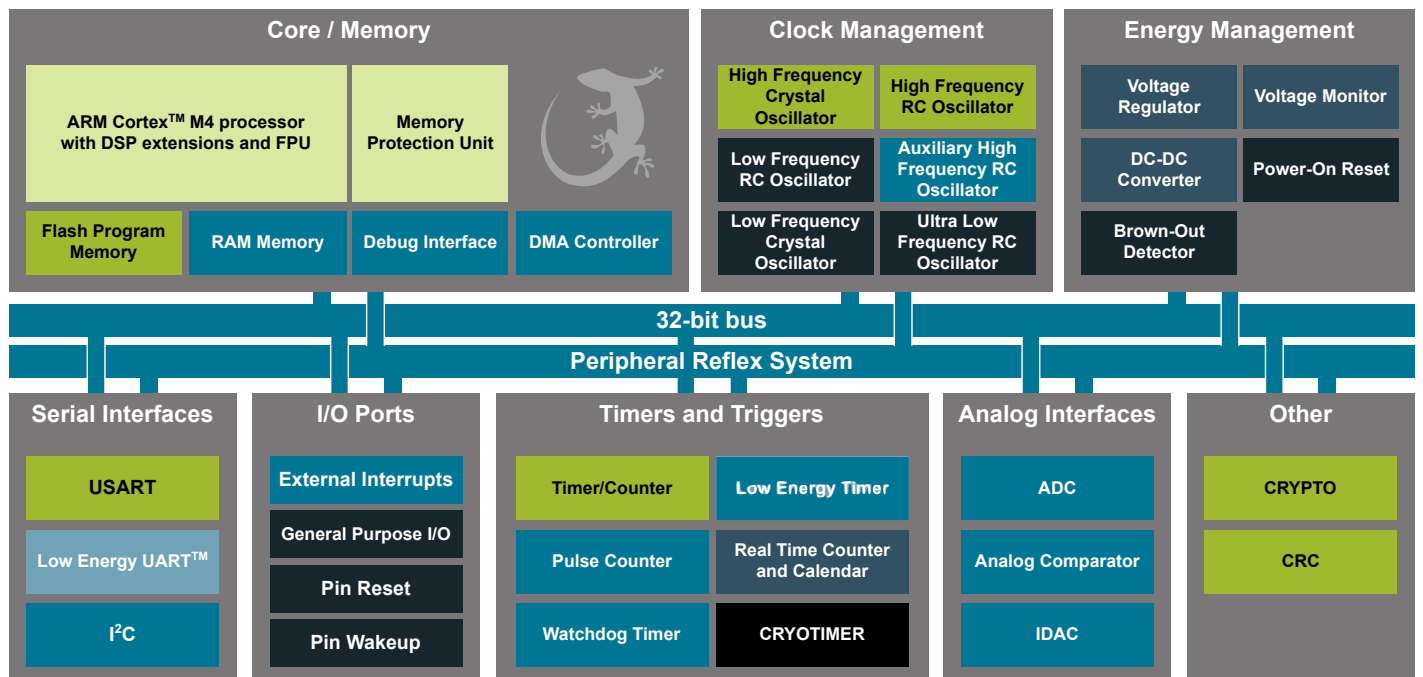 Core / Memory
ARM Cortex™ M4 processor
with DSP extensions and FPU
Memory
Protection Unit
Flash Program
Memory
RAM Memory
Debug Interface
DMA Controller
Clock Management
High Frequency
Crystal
Oscillator
High Frequency
RC Oscillator
Low Frequency
RC Oscillator
Auxiliary High
Frequency RC
Oscillator
Low Frequency
Crystal
Oscillator
Ultra Low
Frequency RC
Oscillator
Energy Management
Voltage
Regulator
Voltage Monitor
DC-DC
Converter
Power-On Reset
Brown-Out
Detector
32-bit bus
Peripheral Reflex System
Serial Interfaces
USART
Low Energy UART™
I²C
I/O Ports
External Interrupts
General Purpose I/O
Pin Reset
Pin Wakeup
Timers and Triggers
Timer/Counter
Low Energy Timer
Pulse Counter
Real Time Counter
and Calendar
Watchdog Timer
CRYOTIMER
Analog Interfaces
ADC
Analog Comparator
IDAC
Other
CRYPTO
CRC